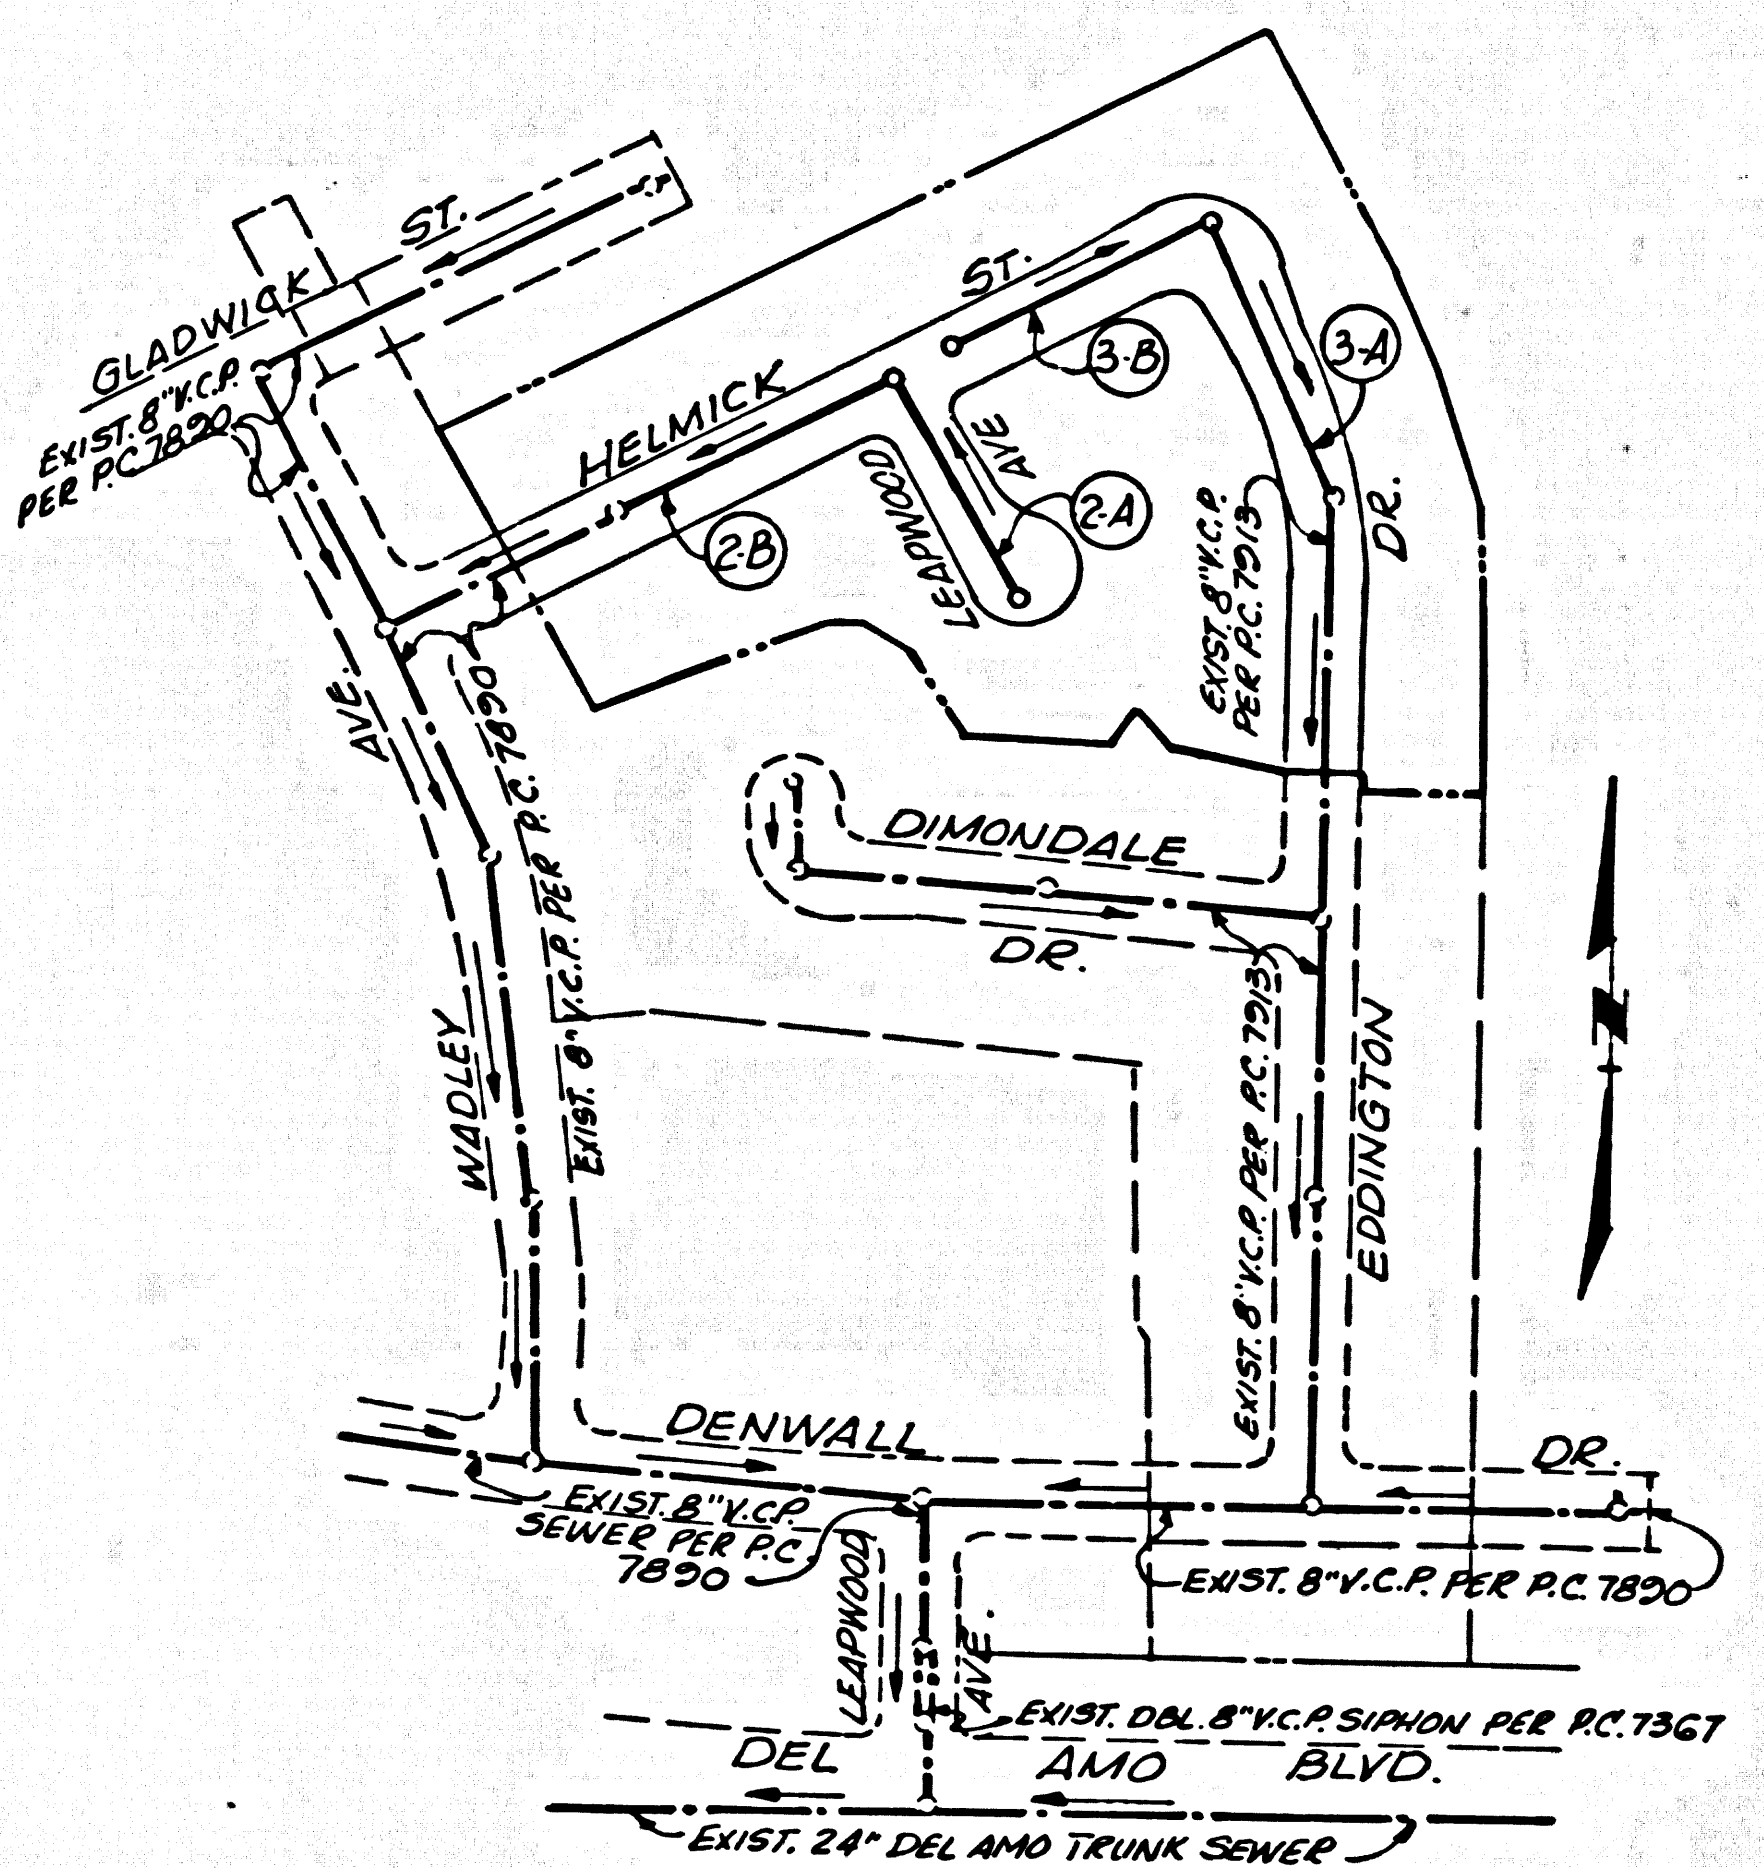 GLADWICK ST.
EXIST. 8" V.C.P.
PER P.C. 7890
HELMICK ST.
3-B
3-A
2-A
2-B
LEAPWOOD AVE
EXIST. 8" V.C.P.
PER P.C. 7913
DR.
AVE.
EXIST. 8" V.C.P. PER P.C. 7890
WADLEY
DIMONDALE
DR.
EXIST. 8" V.C.P. PER P.C. 7913
EDDINGTON
N
DENWALL DR.
EXIST. 8" V.C.P.
SEWER PER P.C.
7890
EXIST. 8" V.C.P. PER P.C. 7890
LEAPWOOD AVE.
EXIST. DBL. 8" V.C.P. SIPHON PER P.C. 7367
DEL AMO BLVD.
EXIST. 24" DEL AMO TRUNK SEWER